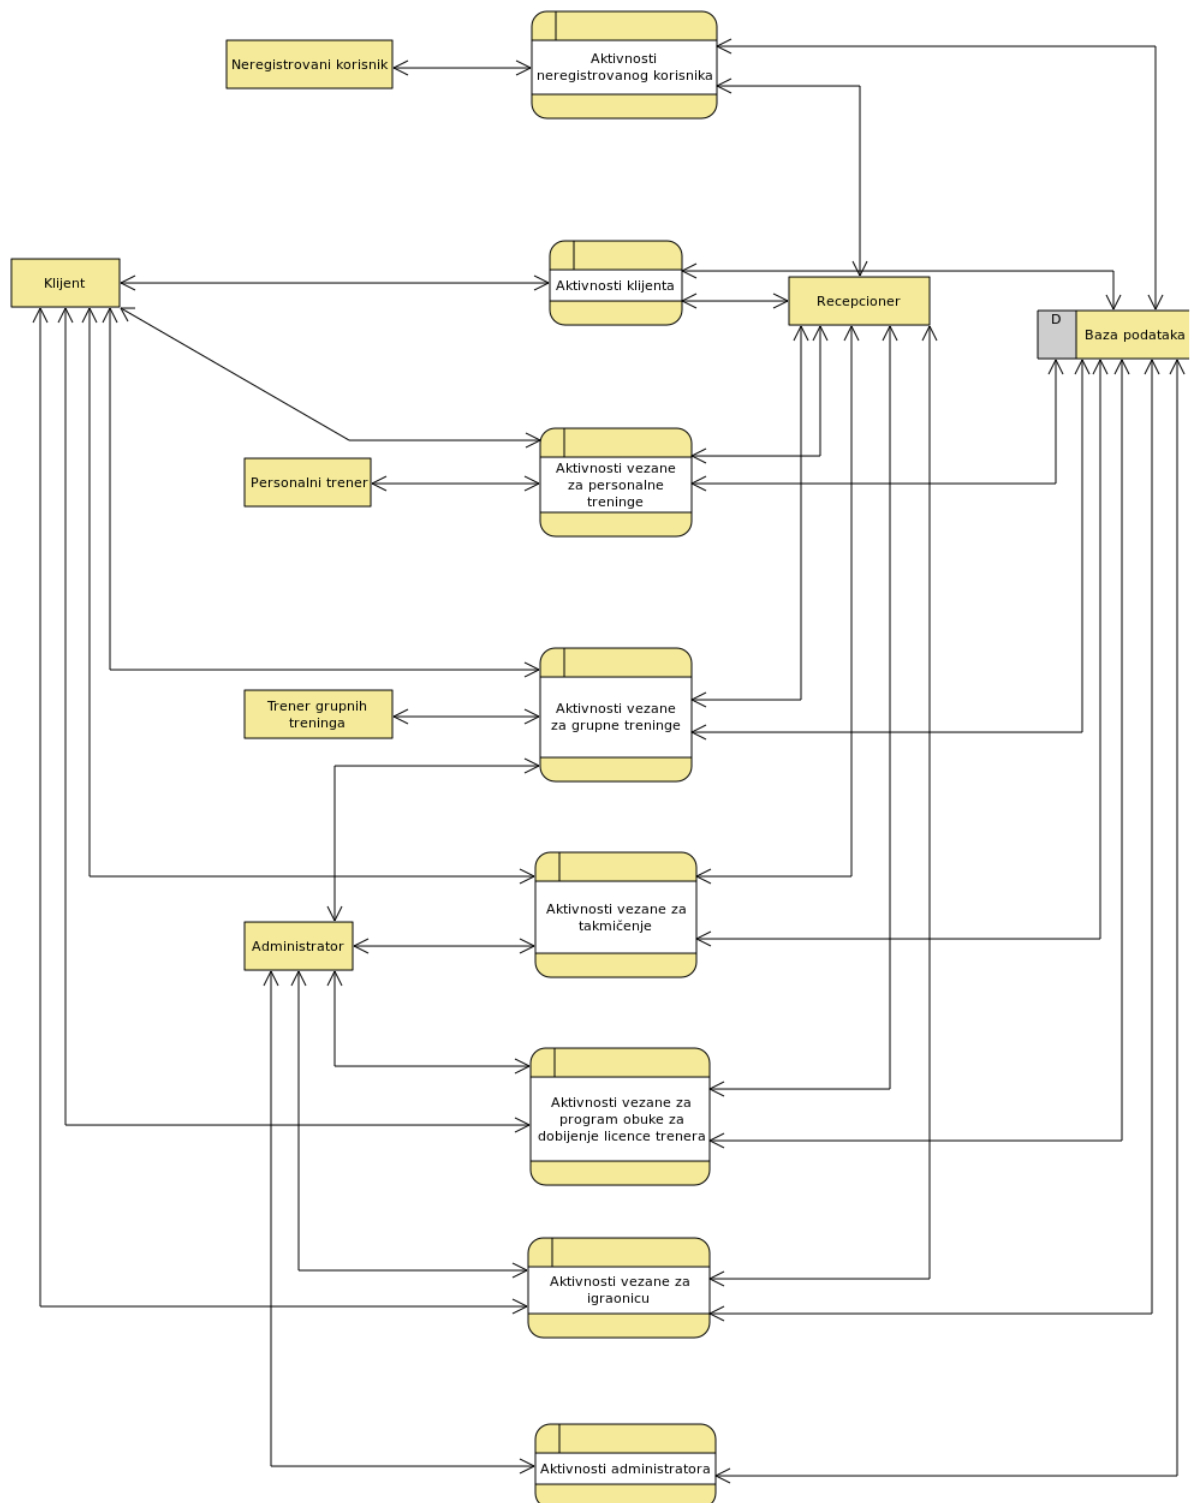 Neregistrovani korisnik
Aktivnosti
neregistrovanog korisnika
Klijent
Aktivnosti klijenta
Recepcioner
D
Baza podataka
Personalni trener
Aktivnosti vezane
za personalne
treninge
Trener grupnih
treninga
Aktivnosti vezane
za grupne treninge
Aktivnosti vezane za
takmičenje
Administrator
Aktivnosti vezane za
program obuke za
dobijenje licence trenera
Aktivnosti vezane za
igraonicu
Aktivnosti administratora